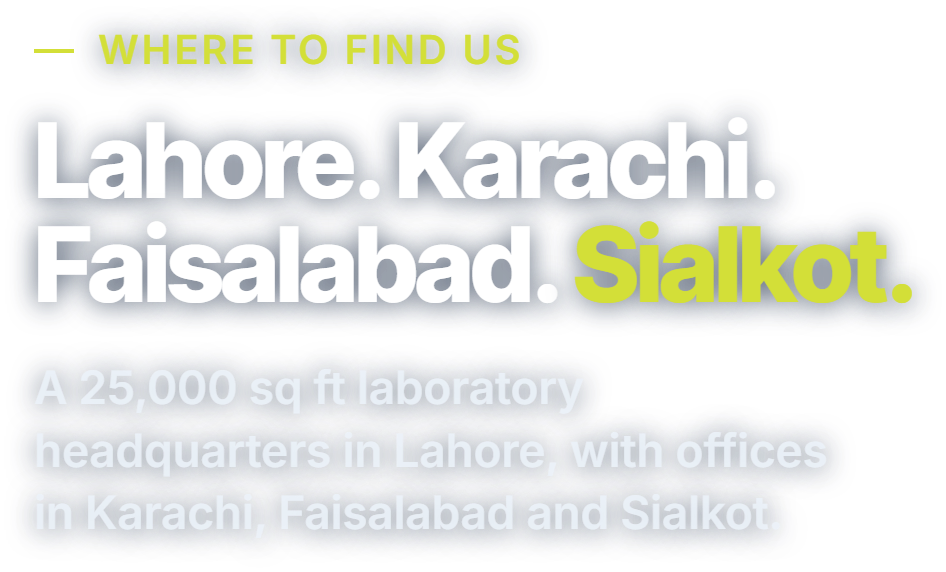 — WHERE TO FIND US
Lahore. Karachi.
Faisalabad. Sialkot.
A 25,000 sq ft laboratory
headquarters in Lahore, with offices
in Karachi, Faisalabad and Sialkot.